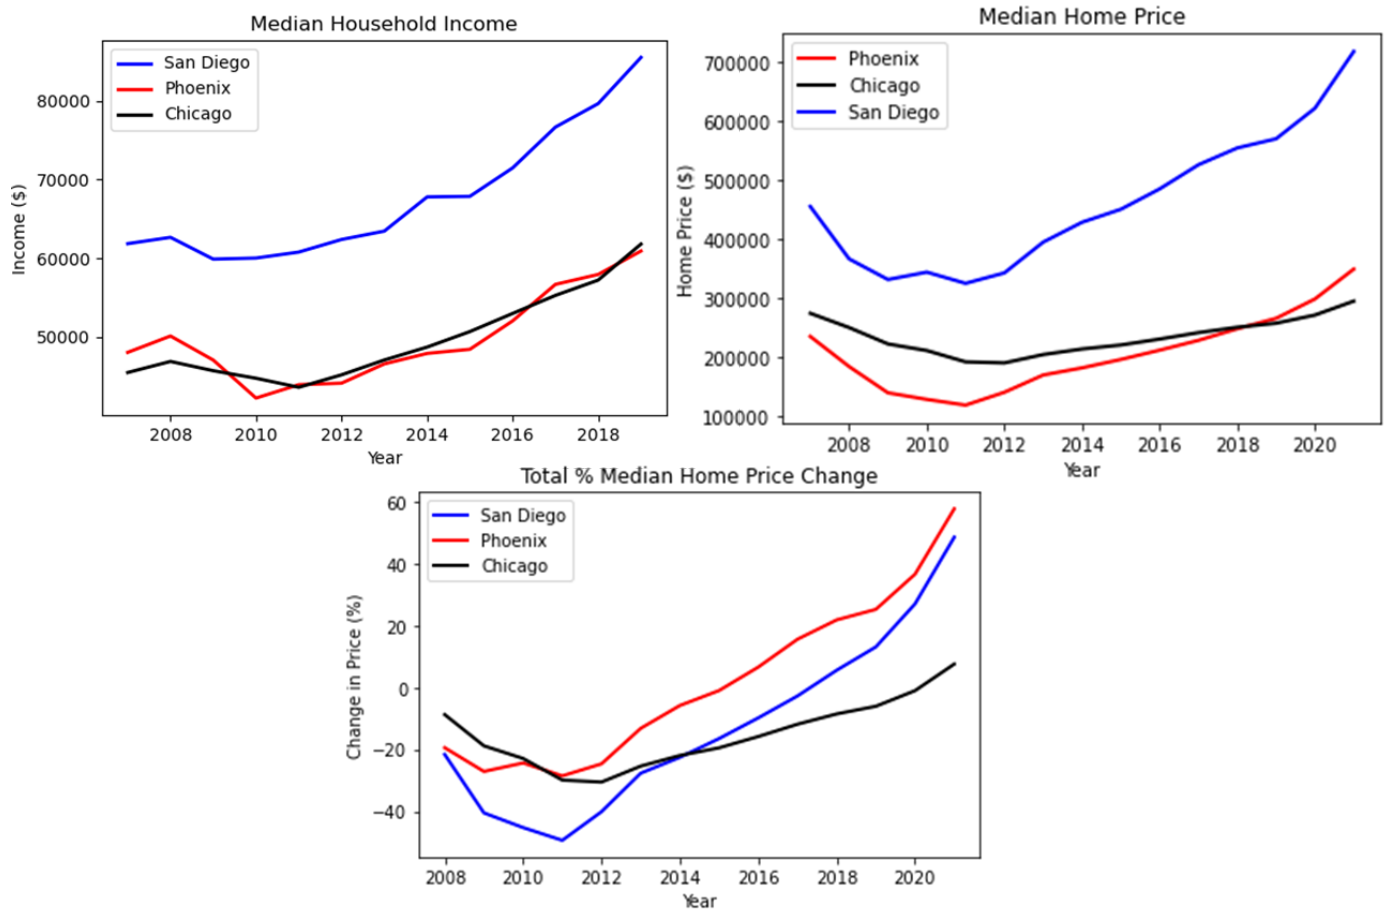 Median Household Income
San Diego
Phoenix
Chicago
80000
70000
60000
50000
Income ($)
2008 2010 2012 2014 2016 2018
Year
Median Home Price
Phoenix
Chicago
San Diego
700000
600000
500000
400000
300000
200000
100000
Home Price ($)
2008 2010 2012 2014 2016 2018 2020
Year
Total % Median Home Price Change
San Diego
Phoenix
Chicago
60
40
20
0
−20
−40
Change in Price (%)
2008 2010 2012 2014 2016 2018 2020
Year